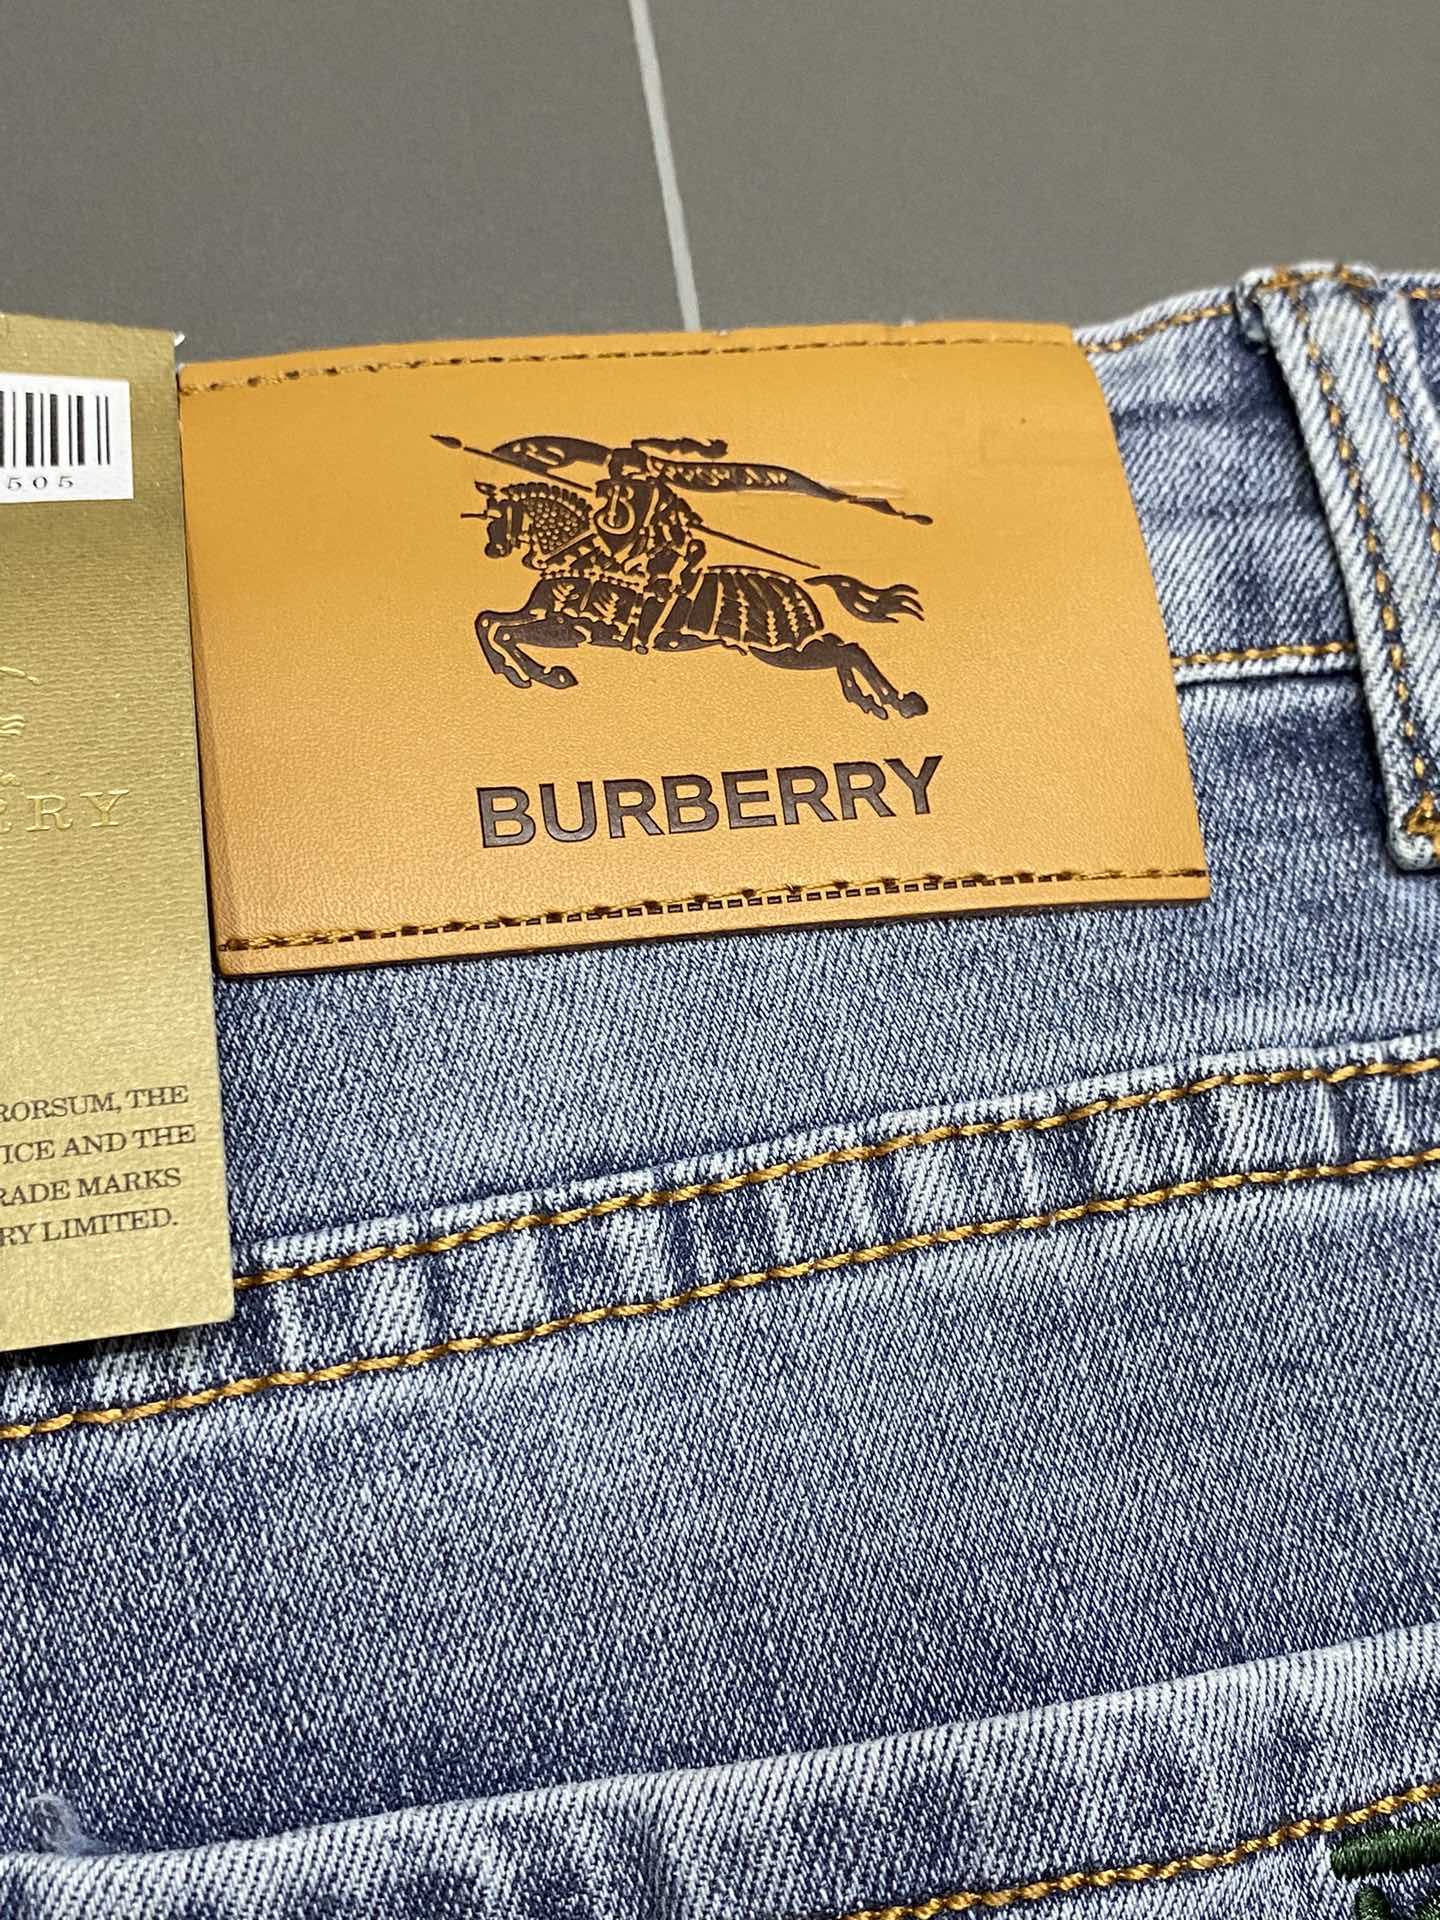 505
B
BURBERRY
RRY
RORSUM, THE
ICE AND THE
RADE MARKS
RY LIMITED.